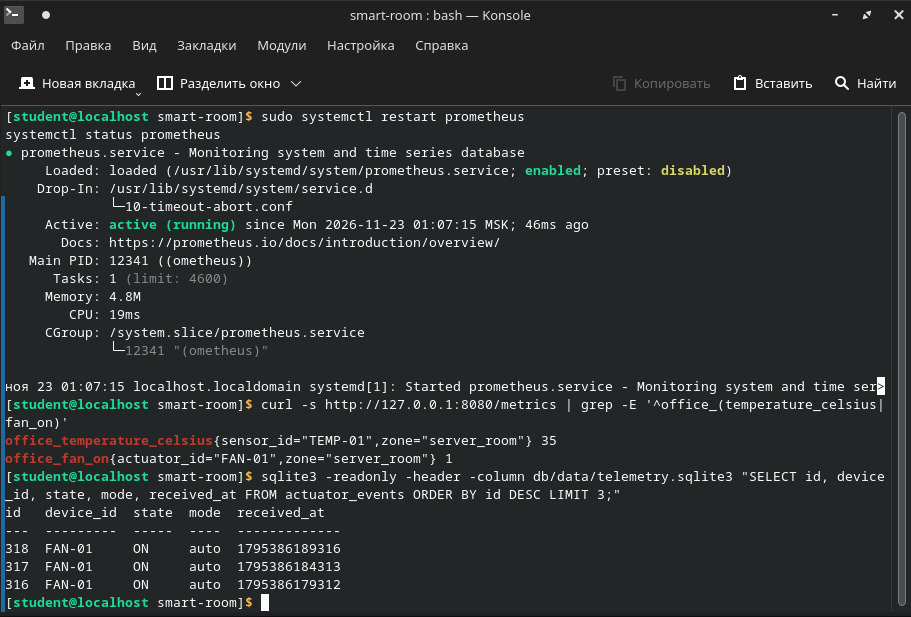 smart-room : bash — Konsole
Файл Правка Вид Закладки Модули Настройка Справка
Новая вкладка Разделить окно Копировать Вставить Найти
[student@localhost smart-room]$ sudo systemctl restart prometheus
systemctl status prometheus
● prometheus.service - Monitoring system and time series database
     Loaded: loaded (/usr/lib/systemd/system/prometheus.service; enabled; preset: disabled)
    Drop-In: /usr/lib/systemd/system/service.d
             └─10-timeout-abort.conf
     Active: active (running) since Mon 2026-11-23 01:07:15 MSK; 46ms ago
       Docs: https://prometheus.io/docs/introduction/overview/
   Main PID: 12341 ((ometheus))
      Tasks: 1 (limit: 4600)
     Memory: 4.8M
        CPU: 19ms
     CGroup: /system.slice/prometheus.service
             └─12341 "(ometheus)"
ноя 23 01:07:15 localhost.localdomain systemd[1]: Started prometheus.service - Monitoring system and time ser>
[student@localhost smart-room]$ curl -s http://127.0.0.1:8080/metrics | grep -E '^office_(temperature_celsius|
fan_on)'
office_temperature_celsius{sensor_id="TEMP-01",zone="server_room"} 35
office_fan_on{actuator_id="FAN-01",zone="server_room"} 1
[student@localhost smart-room]$ sqlite3 -readonly -header -column db/data/telemetry.sqlite3 "SELECT id, device
_id, state, mode, received_at FROM actuator_events ORDER BY id DESC LIMIT 3;"
id   device_id  state  mode  received_at
---  ---------  -----  ----  -------------
318  FAN-01     ON     auto  1795386189316
317  FAN-01     ON     auto  1795386184313
316  FAN-01     ON     auto  1795386179312
[student@localhost smart-room]$